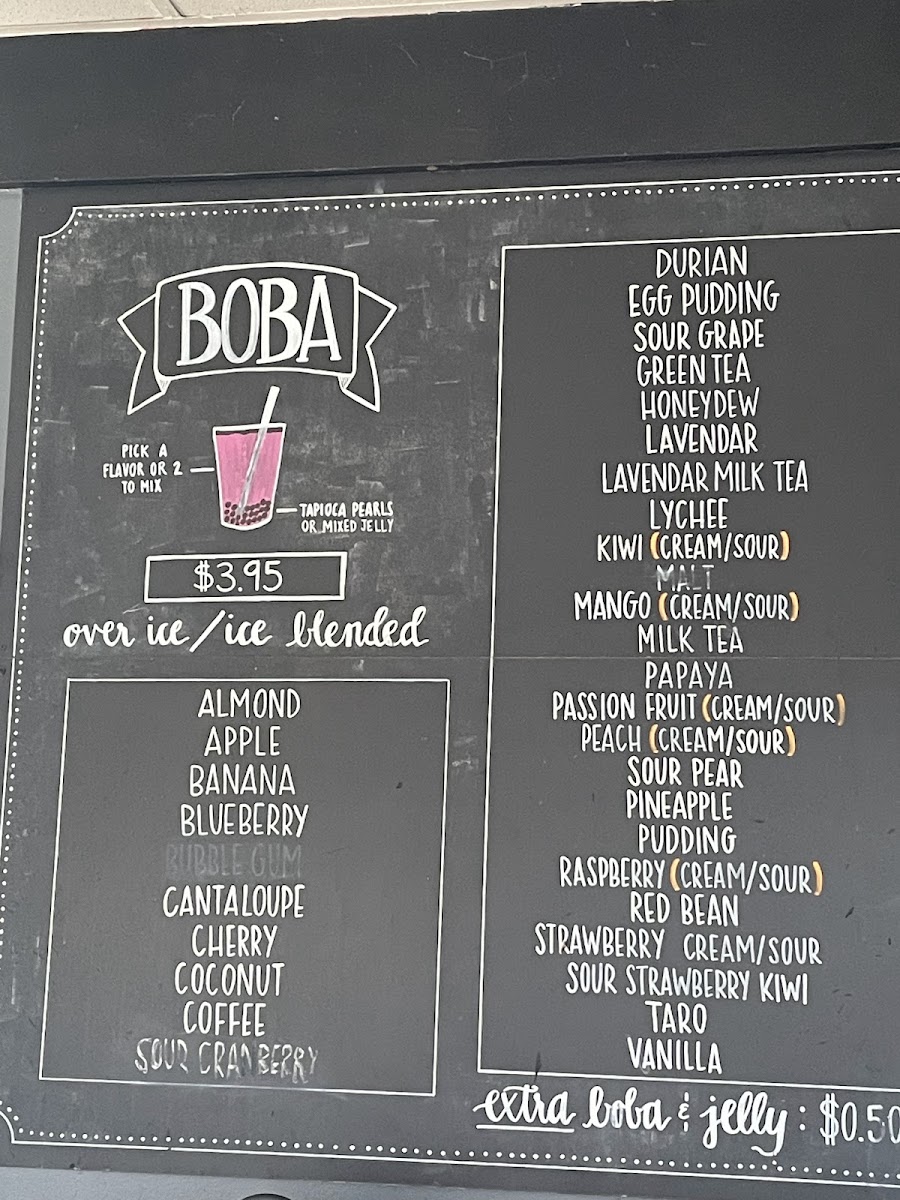 BOBA
PICK A
FLAVOR OR 2
TO MIX
TAPIOCA PEARLS
OR MIXED JELLY
$3.95
over ice/ice blended
ALMOND
APPLE
BANANA
BLUEBERRY
BUBBLE GUM
CANTALOUPE
CHERRY
COCONUT
COFFEE
SOUR CRANBERRY
DURIAN
EGG PUDDING
SOUR GRAPE
GREEN TEA
HONEYDEW
LAVENDAR
LAVENDAR MILK TEA
LYCHEE
KIWI (CREAM/SOUR)
MALT
MANGO (CREAM/SOUR)
MILK TEA
PAPAYA
PASSION FRUIT (CREAM/SOUR)
PEACH (CREAM/SOUR)
SOUR PEAR
PINEAPPLE
PUDDING
RASPBERRY (CREAM/SOUR)
RED BEAN
STRAWBERRY CREAM/SOUR
SOUR STRAWBERRY KIWI
TARO
VANILLA
extra boba & jelly: $0.50